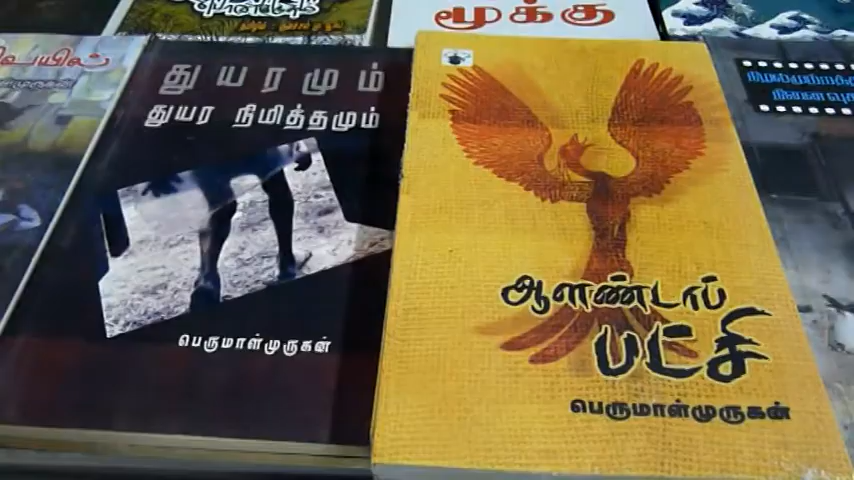 மூக்கு
வெயில்
துயரமும்
துயர நிமித்தமும்
பெருமாள்முருகன்
ஆளண்டாப்
பட்சி
பெருமாள்முருகன்